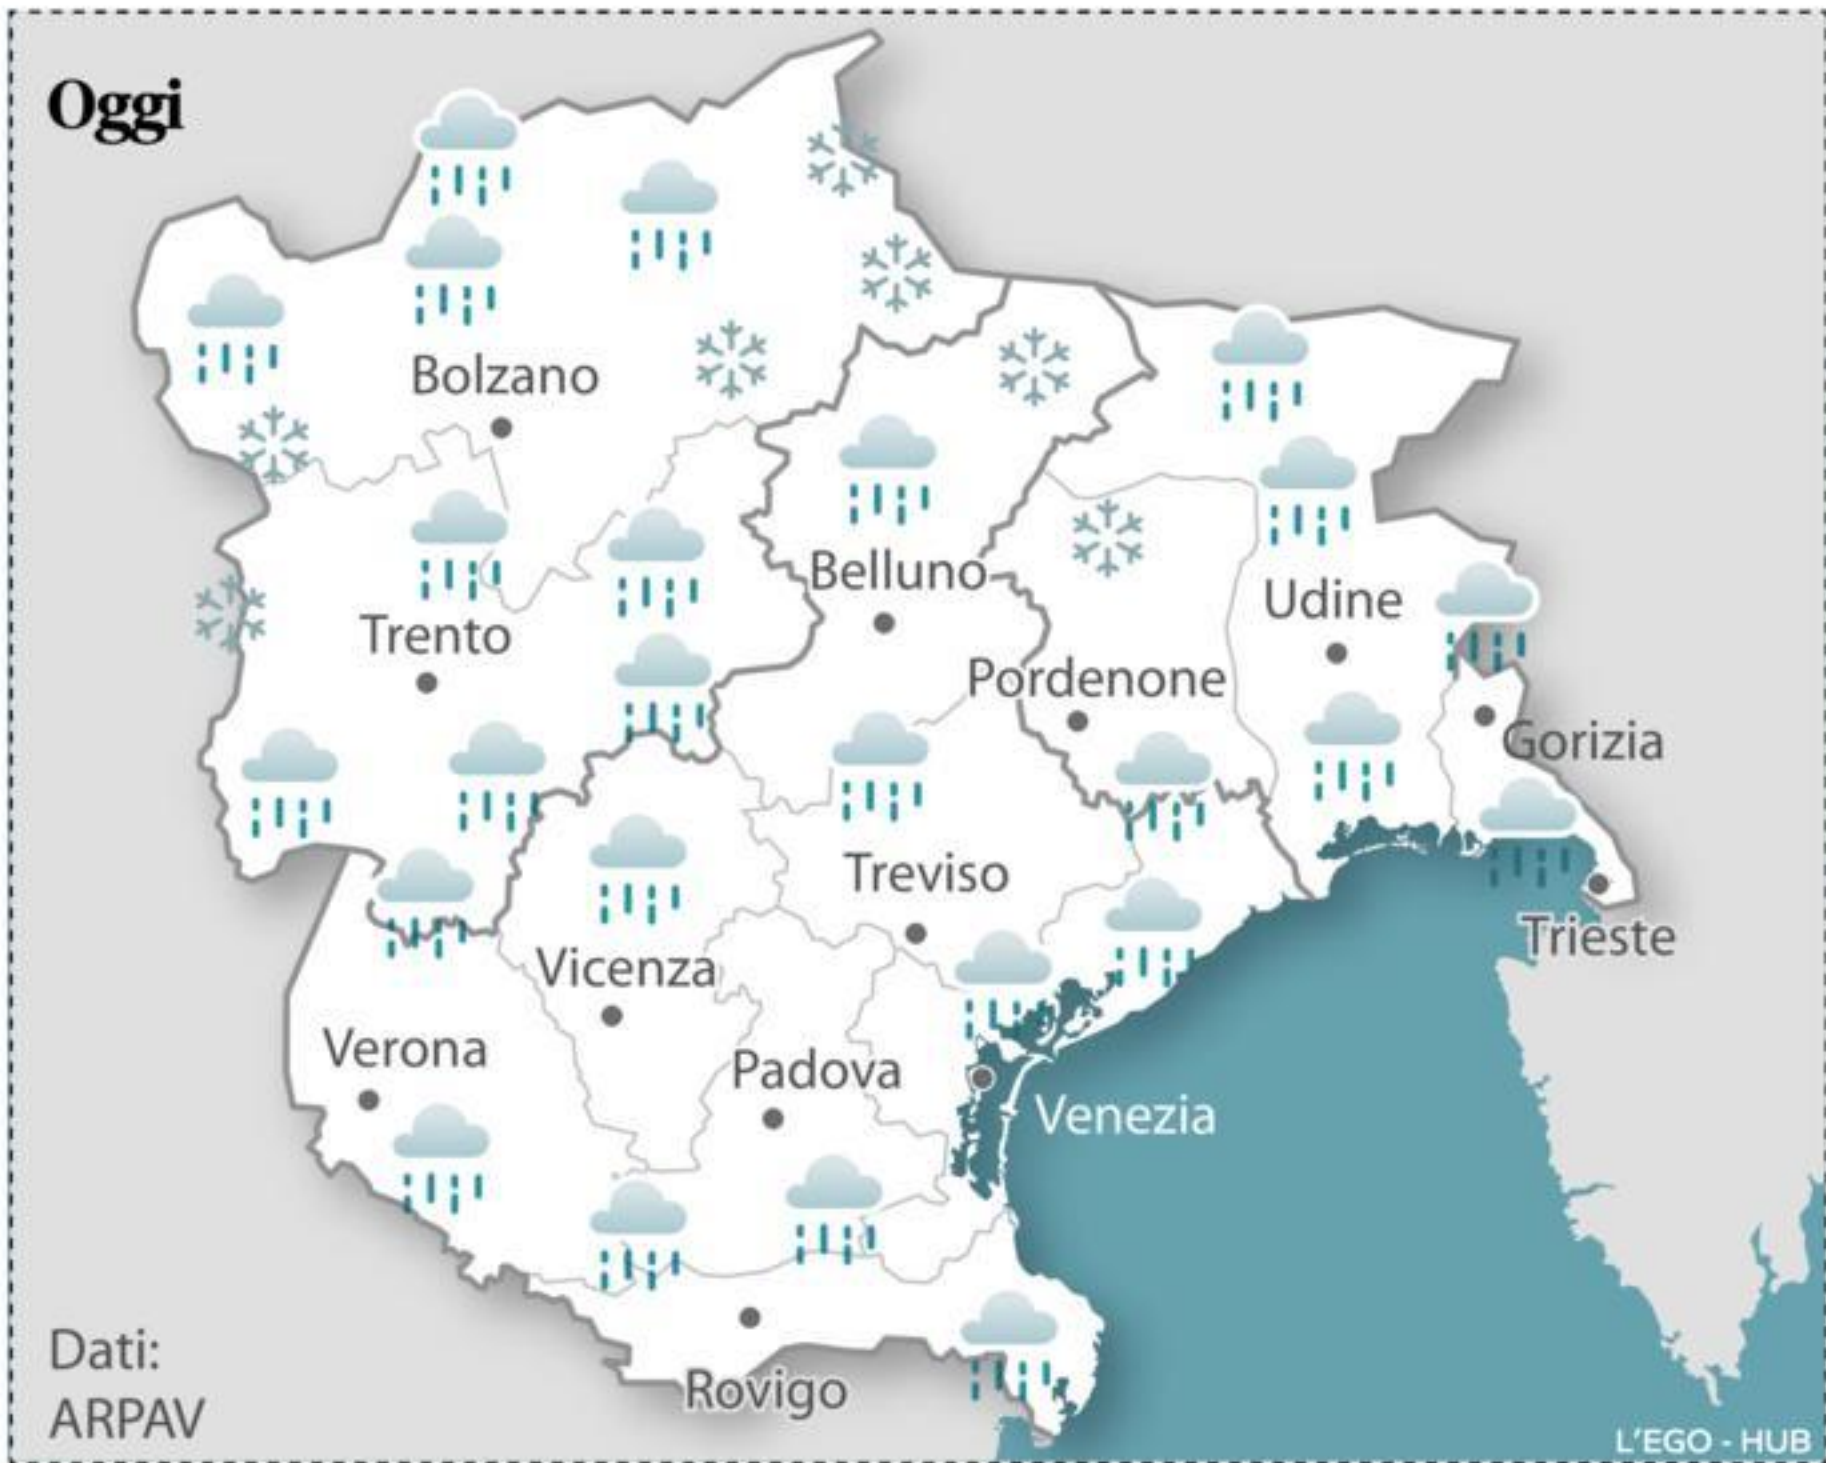 Oggi
Bolzano
Trento
Belluno
Udine
Pordenone
Gorizia
Treviso
Trieste
Vicenza
Verona
Padova
Venezia
Rovigo
Dati:
ARPAV
L'EGO - HUB